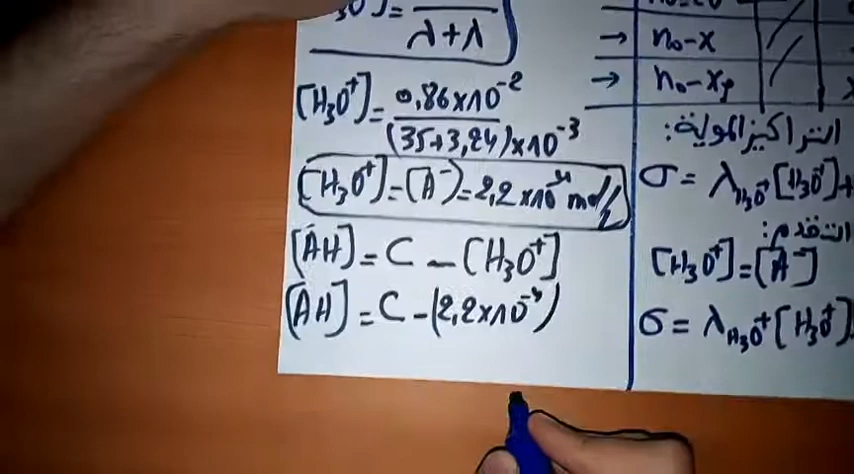 λ+λ
[H₃O⁺]=
0,86×10⁻²
(35+3,24)×10⁻³
[H₃O⁺]=[A⁻]=2,2×10⁻⁴ mol/L
[AH]=C-[H₃O⁺]
[AH]=C-(2,2×10⁻⁴)
→ n₀-x
→ n₀-xf
التراكيز المولية:
σ= λH₃O⁺[H₃O⁺]+
التقدم:
[H₃O⁺]=[A⁻]
σ= λH₃O⁺[H₃O⁺]